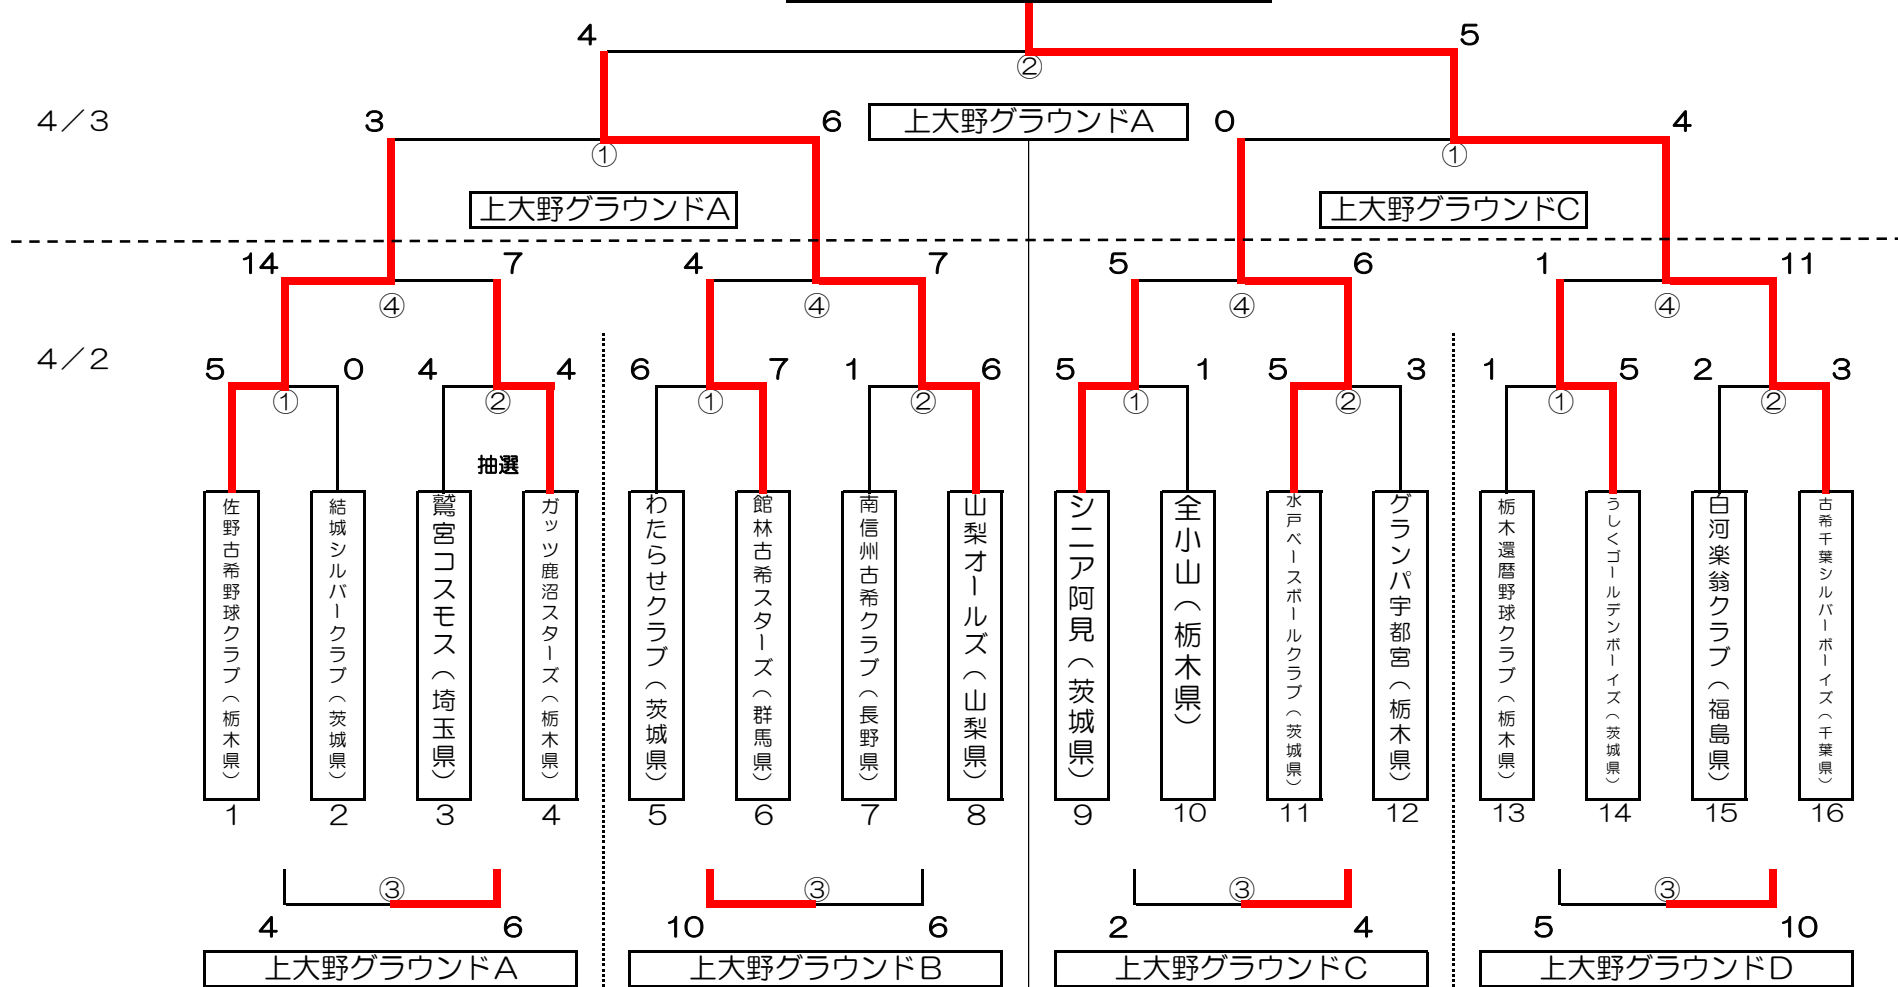 4 5
②
4／3
3 6 上大野グラウンドA 0 4
① ①
上大野グラウンドA 上大野グラウンドC
14 7 4 7 5 6 1 11
④ ④ ④ ④
4／2
5 0 4 4 6 7 1 6 5 1 5 3 1 5 2 3
① ② ① ② ① ② ① ②
抽選
佐野古希野球クラブ（栃木県）
結城シルバークラブ（茨城県）
鷲宮コスモス（埼玉県）
ガッツ鹿沼スターズ（栃木県）
わたらせクラブ（茨城県）
館林古希スターズ（群馬県）
南信州古希クラブ（長野県）
山梨オールズ（山梨県）
シニア阿見（茨城県）
全小山（栃木県）
水戸ベースボールクラブ（茨城県）
グランパ宇都宮（栃木県）
栃木還暦野球クラブ（栃木県）
うしくゴールデンボーイズ（茨城県）
白河楽翁クラブ（福島県）
古希千葉シルバーボーイズ（千葉県）
1 2 3 4 5 6 7 8 9 10 11 12 13 14 15 16
③ ③ ③ ③
4 6 10 6 2 4 5 10
上大野グラウンドA 上大野グラウンドB 上大野グラウンドC 上大野グラウンドD